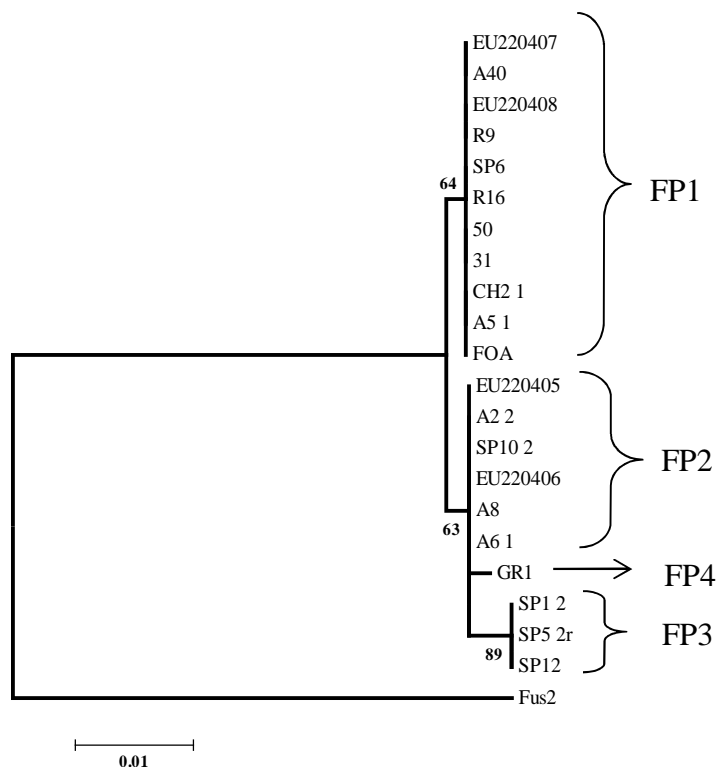 EU220407
A40
EU220408
R9
SP6
64
R16
FP1
50
31
CH2 1
A5 1
FOA
EU220405
A2 2
SP10 2
FP2
EU220406
A8
63
A6 1
GR1
FP4
SP1 2
SP5 2r
FP3
89
SP12
Fus2
0.01